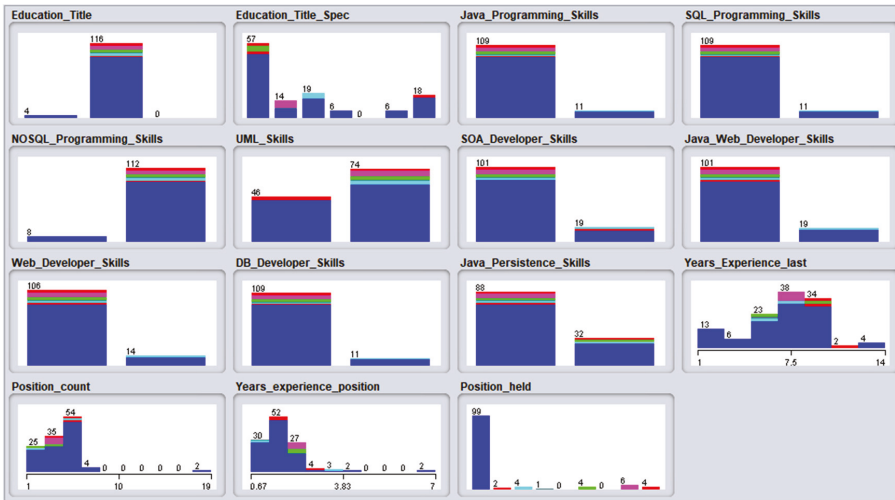 Education_Title
116
4
0
Education_Title_Spec
57
14
19
6
0
6
18
Java_Programming_Skills
109
11
SQL_Programming_Skills
109
11
NOSQL_Programming_Skills
8
112
UML_Skills
46
74
SOA_Developer_Skills
101
19
Java_Web_Developer_Skills
101
19
Web_Developer_Skills
106
14
DB_Developer_Skills
109
11
Java_Persistence_Skills
88
32
Years_Experience_last
13
6
23
38
34
2
4
1 7.5 14
Position_count
25
35
54
4 0 0 0 0 0 2
1 10 19
Years_experience_position
30
52
27
4 3 2 0 0 0 2
0.67 3.83 7
Position_held
99
2 4 1 0 4 0 6 4